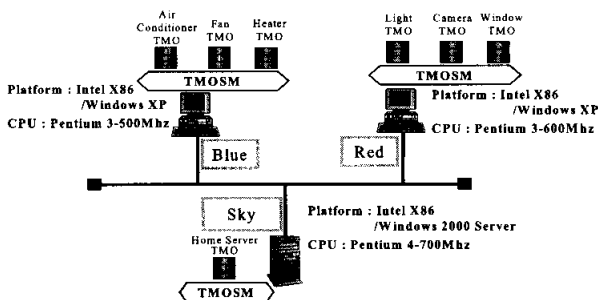 Air
Conditioner
TMO
Fan
TMO
Heater
TMO
TMOSM
Platform : Intel X86
/Windows XP
CPU : Pentium 3-500Mhz
Blue
Light
TMO
Camera
TMO
Window
TMO
TMOSM
Platform : Intel X86
/Windows XP
CPU : Pentium 3-600Mhz
Red
Sky
Platform : Intel X86
/Windows 2000 Server
CPU : Pentium 4-700Mhz
Home Server
TMO
TMOSM